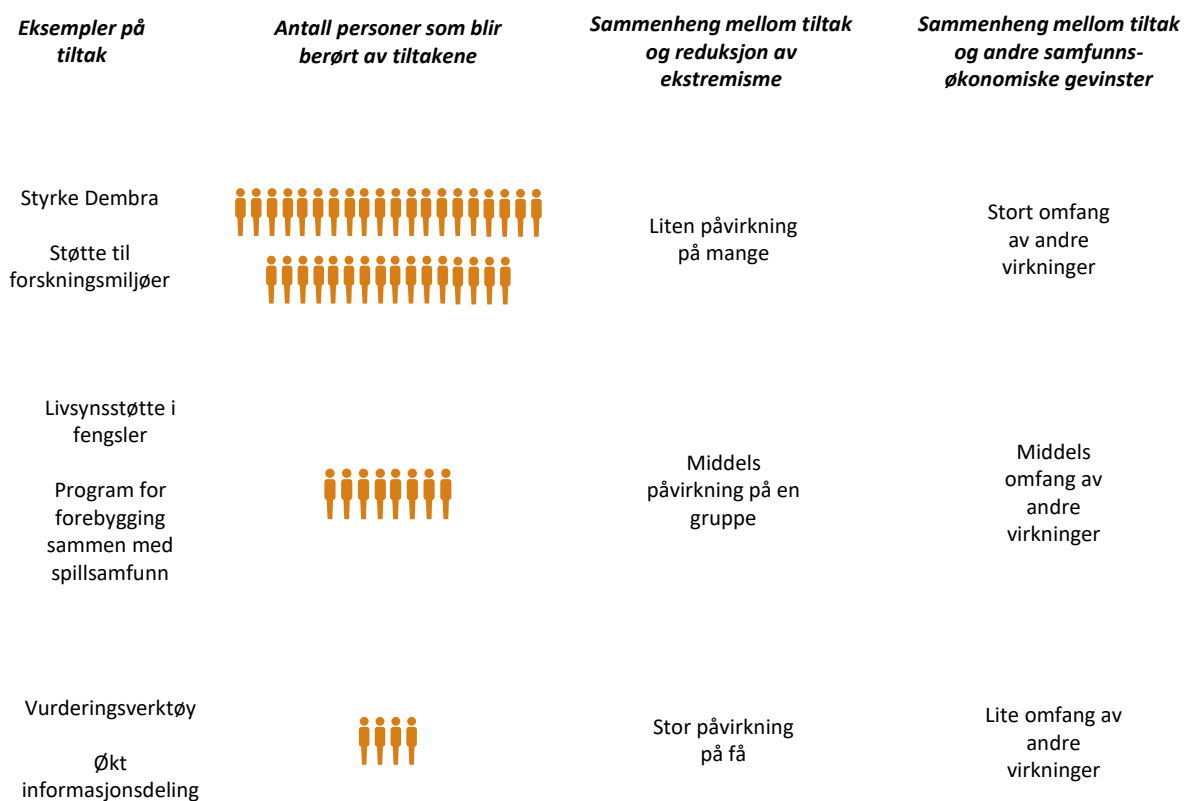 Eksempler på
tiltak
Antall personer som blir
berørt av tiltakene
Sammenheng mellom tiltak
og reduksjon av
ekstremisme
Sammenheng mellom tiltak
og andre samfunns-
økonomiske gevinster
Styrke Dembra
Støtte til
forskningsmiljøer
Liten påvirkning
på mange
Stort omfang
av andre
virkninger
Livsynsstøtte i
fengsler
Program for
forebygging
sammen med
spillsamfunn
Middels
påvirkning på en
gruppe
Middels
omfang av
andre
virkninger
Vurderingsverktøy
Økt
informasjonsdeling
Stor påvirkning
på få
Lite omfang av
andre
virkninger